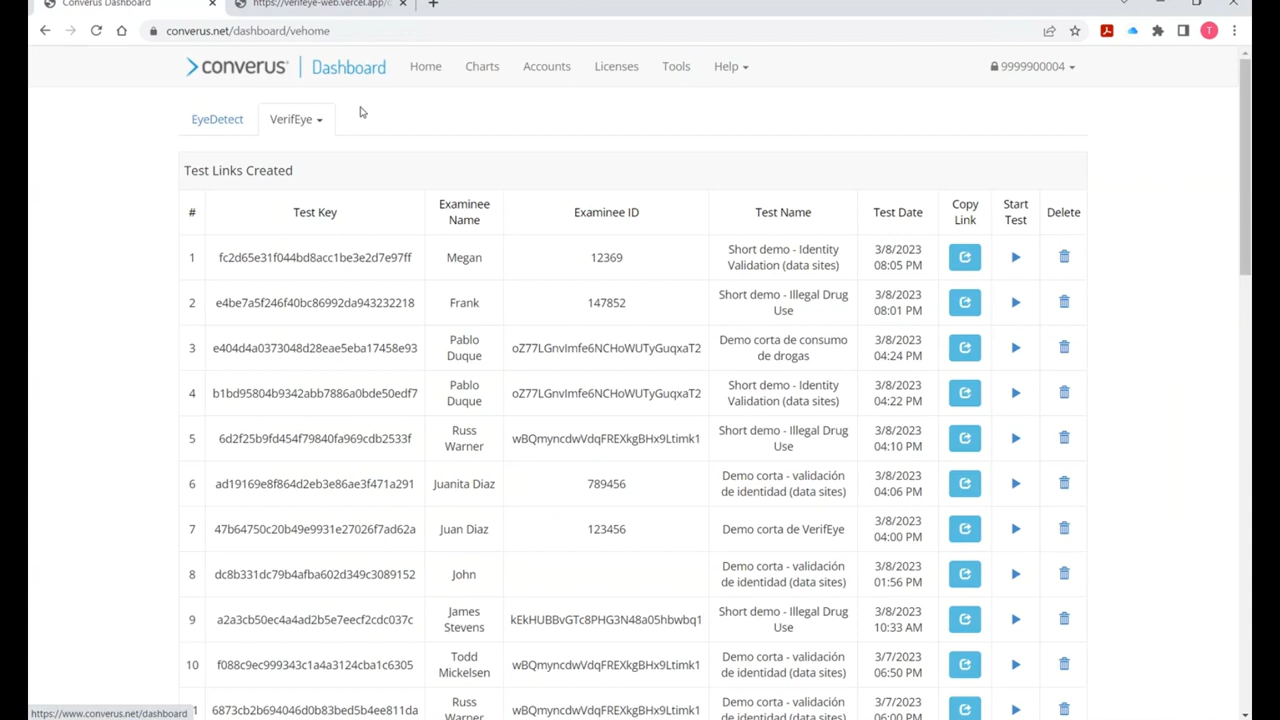 Converus Dashboard
https://verifeye-web.vercel.app/
converus.net/dashboard/vehome
T
converus® | Dashboard Home Charts Accounts Licenses Tools Help 9999900004
EyeDetect VerifEye
Test Links Created
# Test Key Examinee Name Examinee ID Test Name Test Date Copy Link Start Test Delete
1 fc2d65e31f044bd8acc1be3e2d7e97ff Megan 12369 Short demo - Identity Validation (data sites) 3/8/2023 08:05 PM
2 e4be7a5f246f40bc86992da943232218 Frank 147852 Short demo - Illegal Drug Use 3/8/2023 08:01 PM
3 e404d4a0373048d28eae5eba17458e93 Pablo Duque oZ77LGnvImfe6NCHoWUTyGuqxaT2 Demo corta de consumo de drogas 3/8/2023 04:24 PM
4 b1bd95804b9342abb7886a0bde50edf7 Pablo Duque oZ77LGnvImfe6NCHoWUTyGuqxaT2 Short demo - Identity Validation (data sites) 3/8/2023 04:22 PM
5 6d2f25b9fd454f79840fa969cdb2533f Russ Warner wBQmyncdwVdqFREXkgBHx9Ltimk1 Short demo - Illegal Drug Use 3/8/2023 04:10 PM
6 ad19169e8f864d2eb3e86ae3f471a291 Juanita Diaz 789456 Demo corta - validación de identidad (data sites) 3/8/2023 04:06 PM
7 47b64750c20b49e9931e27026f7ad62a Juan Diaz 123456 Demo corta de VerifEye 3/8/2023 04:00 PM
8 dc8b331dc79b4afba602d349c3089152 John Demo corta - validación de identidad (data sites) 3/8/2023 01:56 PM
9 a2a3cb50ec4a4ad2b5e7eecf2cdc037c James Stevens kEkHUBBvGTc8PHG3N48a05hbwbq1 Short demo - Illegal Drug Use 3/8/2023 10:33 AM
10 f088c9ec999343c1a4a3124cba1c6305 Todd Mickelsen wBQmyncdwVdqFREXkgBHx9Ltimk1 Demo corta - validación de identidad (data sites) 3/7/2023 06:50 PM
1 6873cb2b694046d0b83bed5b4ee811da Russ Warner wBQmyncdwVdqFREXkgBHx9Ltimk1 Demo corta - validación de identidad (data sites) 3/7/2023 06:00 PM
https://www.converus.net/dashboard